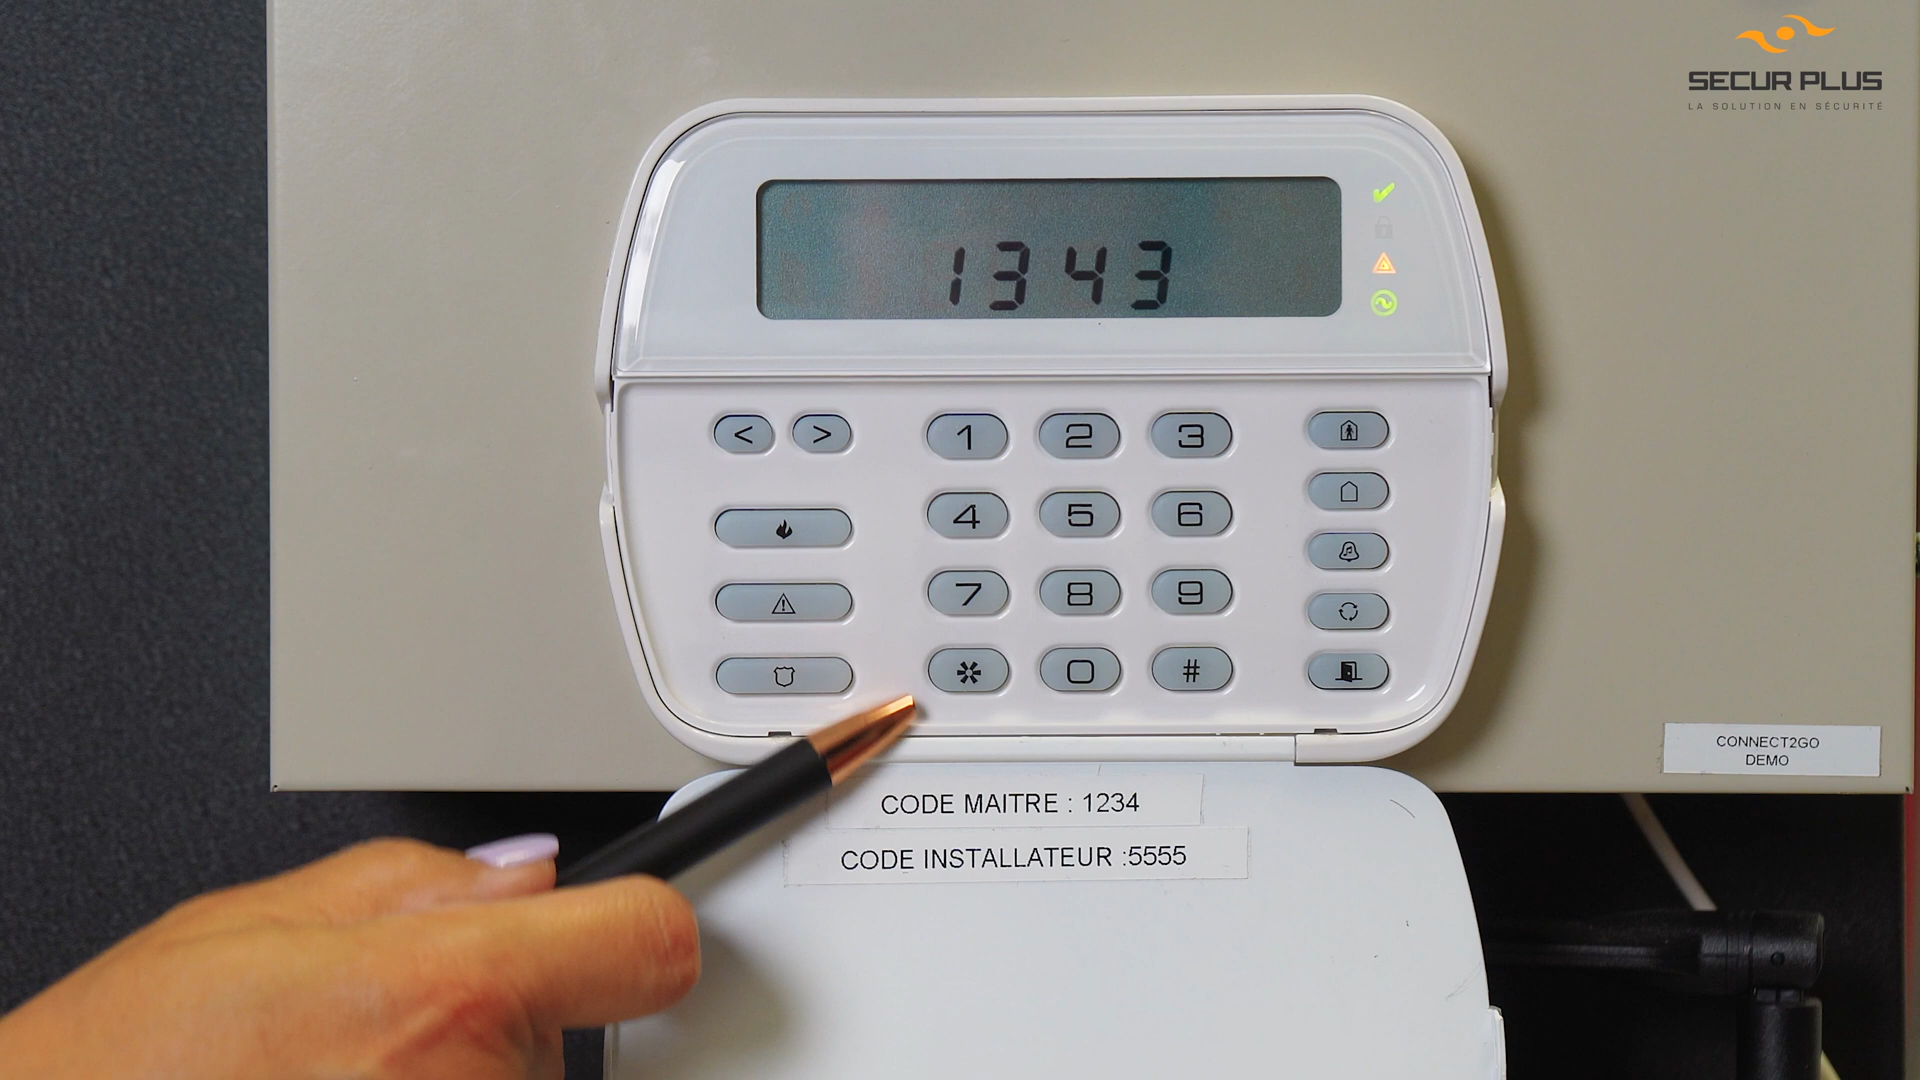 SECUR PLUS
LA SOLUTION EN SÉCURITÉ
1343
< > 1 2 3
4 5 6
7 8 9
* 0 #
CONNECT2GO
DEMO
CODE MAITRE : 1234
CODE INSTALLATEUR :5555